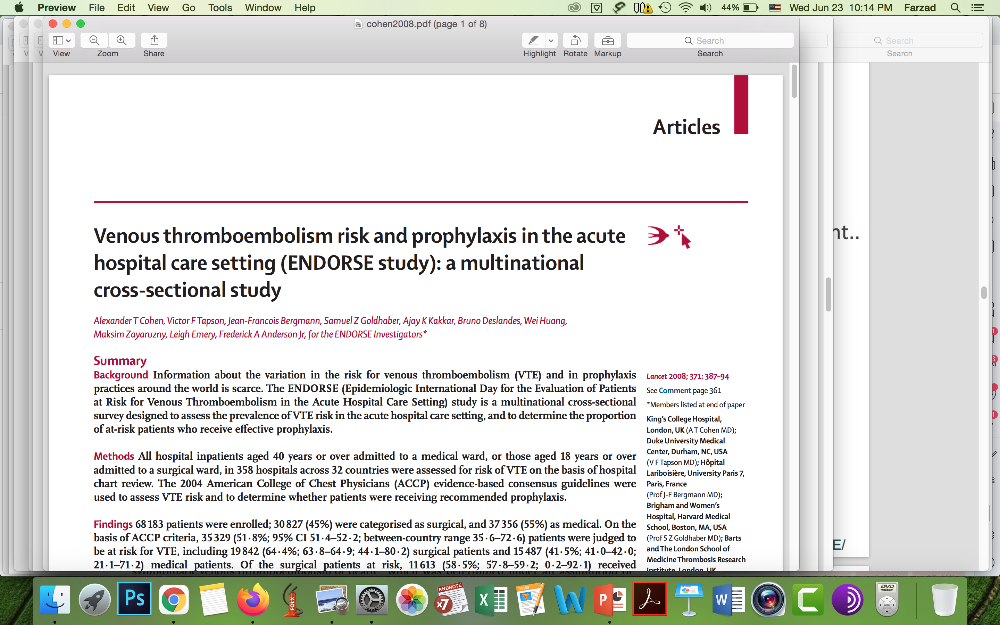 Preview File Edit View Go Tools Window Help
44% Wed Jun 23 10:14 PM Farzad
cohen2008.pdf (page 1 of 8)
Search
Search
View Zoom Share
Highlight Rotate Markup Search
Search
Articles
Venous thromboembolism risk and prophylaxis in the acute
hospital care setting (ENDORSE study): a multinational
cross-sectional study
nt..
Alexander T Cohen, Victor F Tapson, Jean-Francois Bergmann, Samuel Z Goldhaber, Ajay K Kakkar, Bruno Deslandes, Wei Huang,
Maksim Zayaruzny, Leigh Emery, Frederick A Anderson Jr, for the ENDORSE Investigators*
Summary
Background Information about the variation in the risk for venous thromboembolism (VTE) and in prophylaxis
practices around the world is scarce. The ENDORSE (Epidemiologic International Day for the Evaluation of Patients
at Risk for Venous Thromboembolism in the Acute Hospital Care Setting) study is a multinational cross-sectional
survey designed to assess the prevalence of VTE risk in the acute hospital care setting, and to determine the proportion
of at-risk patients who receive effective prophylaxis.
Methods All hospital inpatients aged 40 years or over admitted to a medical ward, or those aged 18 years or over
admitted to a surgical ward, in 358 hospitals across 32 countries were assessed for risk of VTE on the basis of hospital
chart review. The 2004 American College of Chest Physicians (ACCP) evidence-based consensus guidelines were
used to assess VTE risk and to determine whether patients were receiving recommended prophylaxis.
Findings 68 183 patients were enrolled; 30 827 (45%) were categorised as surgical, and 37 356 (55%) as medical. On the
basis of ACCP criteria, 35 329 (51·8%; 95% CI 51·4–52·2; between-country range 35·6–72·6) patients were judged to
be at risk for VTE, including 19 842 (64·4%; 63·8–64·9; 44·1–80·2) surgical patients and 15 487 (41·5%; 41·0–42·0;
21·1–71·2) medical patients. Of the surgical patients at risk, 11 613 (58·5%; 57·8–59·2; 0·2–92·1) received
Lancet 2008; 371: 387–94
See Comment page 361
*Members listed at end of paper
King's College Hospital,
London, UK (A T Cohen MD);
Duke University Medical
Center, Durham, NC, USA
(V F Tapson MD); Hôpital
Lariboisière, University Paris 7,
Paris, France
(Prof J-F Bergmann MD);
Brigham and Women's
Hospital, Harvard Medical
School, Boston, MA, USA
(Prof S Z Goldhaber MD); Barts
and The London School of
Medicine Thrombosis Research
Institute, London, UK
E/
Ps
FOLX
ENDNOTE
X7
X
PAGES
P
KEYNOTE
W
DVD
enter